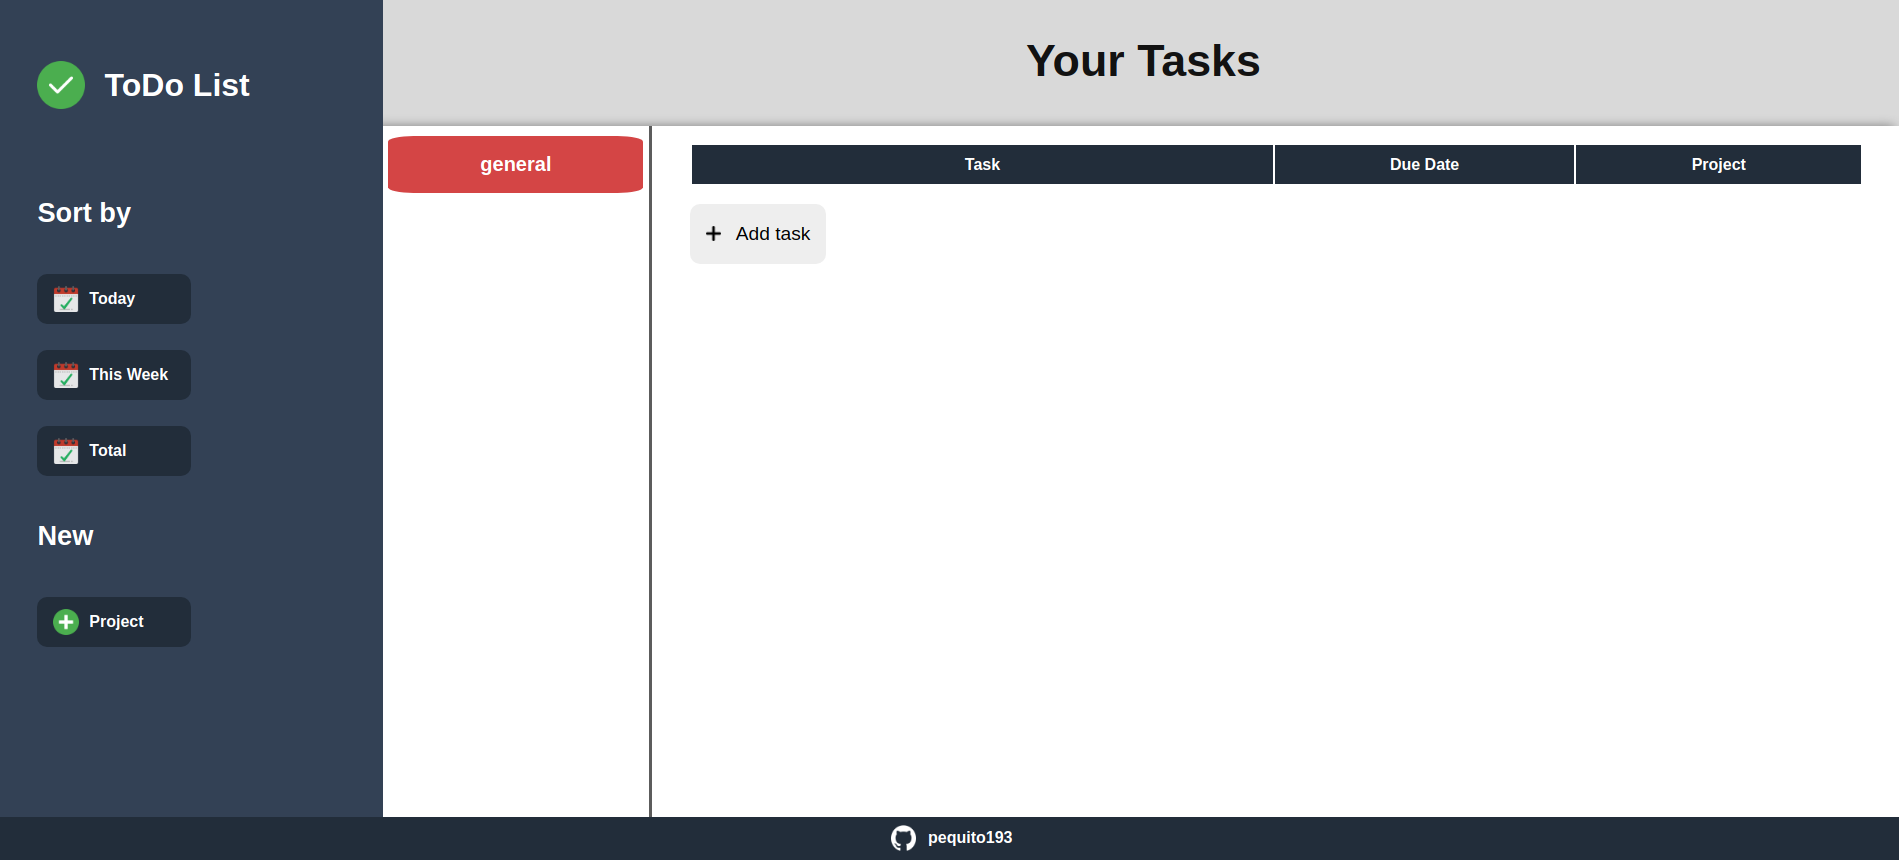 ToDo List
Sort by
Today
This Week
Total
New
Project
Your Tasks
general
Task Due Date Project
Add task
pequito193